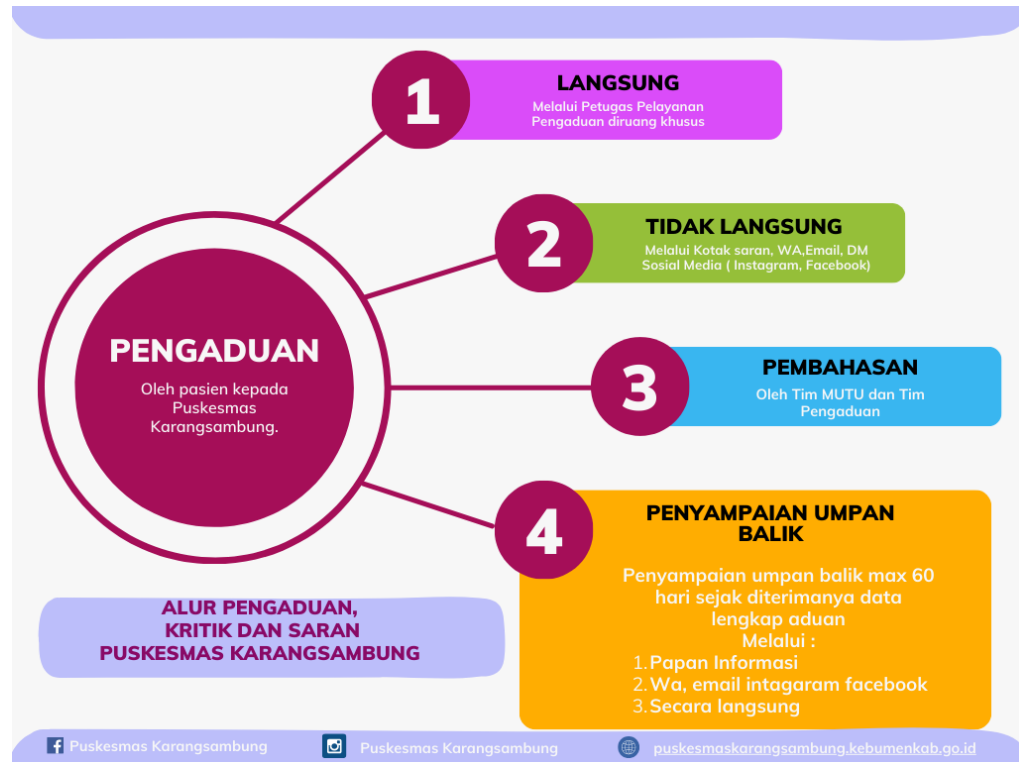 1
LANGSUNG
Melalui Petugas Pelayanan
Pengaduan diruang khusus
2
TIDAK LANGSUNG
Melalui Kotak saran, WA,Email, DM
Sosial Media ( Instagram, Facebook)
PENGADUAN
Oleh pasien kepada
Puskesmas
Karangsambung.
3
PEMBAHASAN
Oleh Tim MUTU dan Tim
Pengaduan
4
PENYAMPAIAN UMPAN
BALIK
Penyampaian umpan balik max 60
hari sejak diterimanya data
lengkap aduan
Melalui :
1. Papan Informasi
2. Wa, email intagaram facebook
3. Secara langsung
ALUR PENGADUAN,
KRITIK DAN SARAN
PUSKESMAS KARANGSAMBUNG
Puskesmas Karangsambung
Puskesmas Karangsambung
puskesmaskarangsambung.kebumenkab.go.id